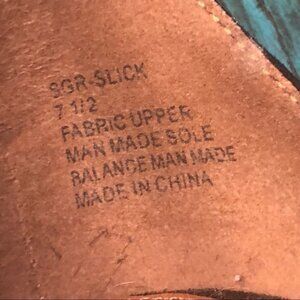 SGR-SLICK
7 1/2
FABRIC UPPER
MAN MADE SOLE
BALANCE MAN MADE
MADE IN CHINA